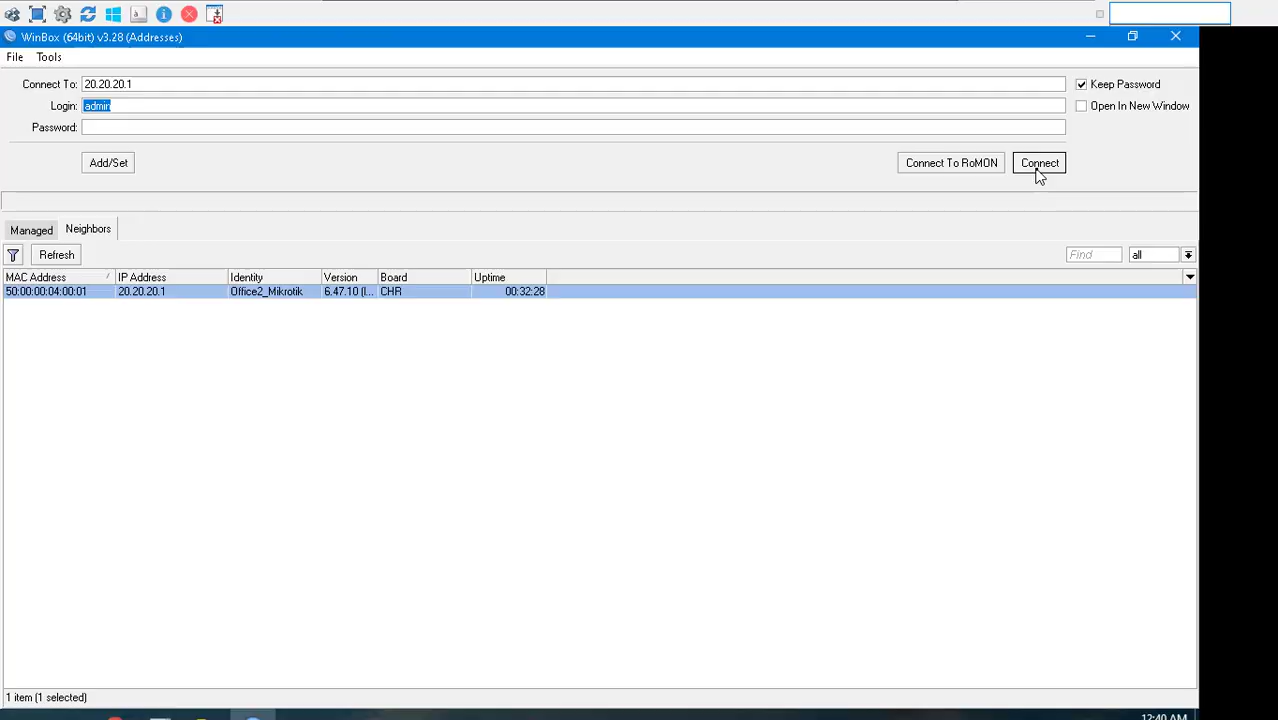 WinBox (64bit) v3.28 (Addresses)
File Tools
Connect To: 20.20.20.1
Keep Password
Login: admin
Open In New Window
Password:
Add/Set
Connect To RoMON
Connect
Managed
Neighbors
Refresh
Find
all
MAC Address IP Address Identity Version Board Uptime
50:00:00:04:00:01 20.20.20.1 Office2_Mikrotik 6.47.10 (l... CHR 00:32:28
1 item (1 selected)
12:40 AM